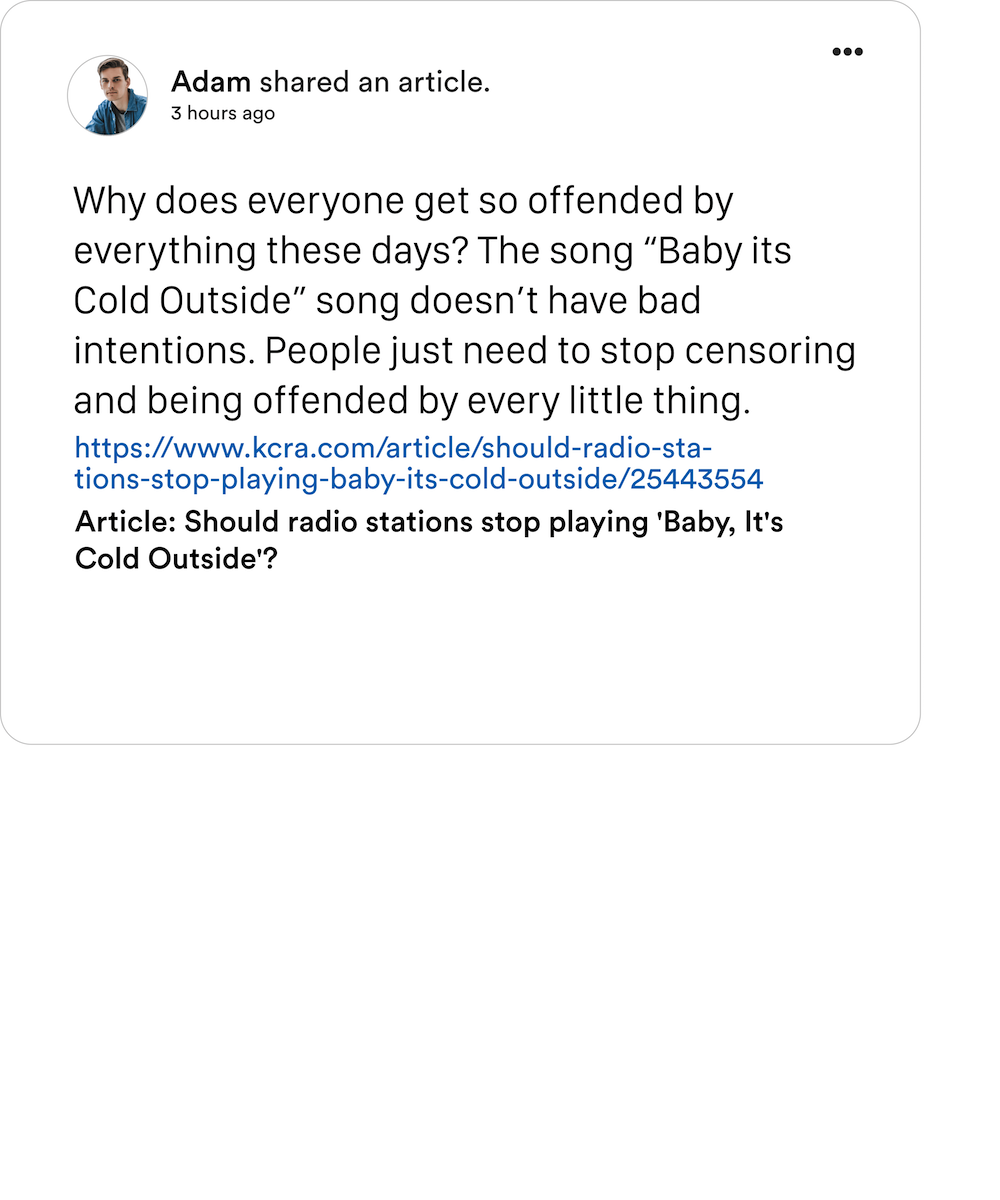 Adam shared an article.
3 hours ago
Why does everyone get so offended by
everything these days? The song “Baby its
Cold Outside” song doesn’t have bad
intentions. People just need to stop censoring
and being offended by every little thing.
https://www.kcra.com/article/should-radio-sta-
tions-stop-playing-baby-its-cold-outside/25443554
Article: Should radio stations stop playing 'Baby, It's
Cold Outside'?